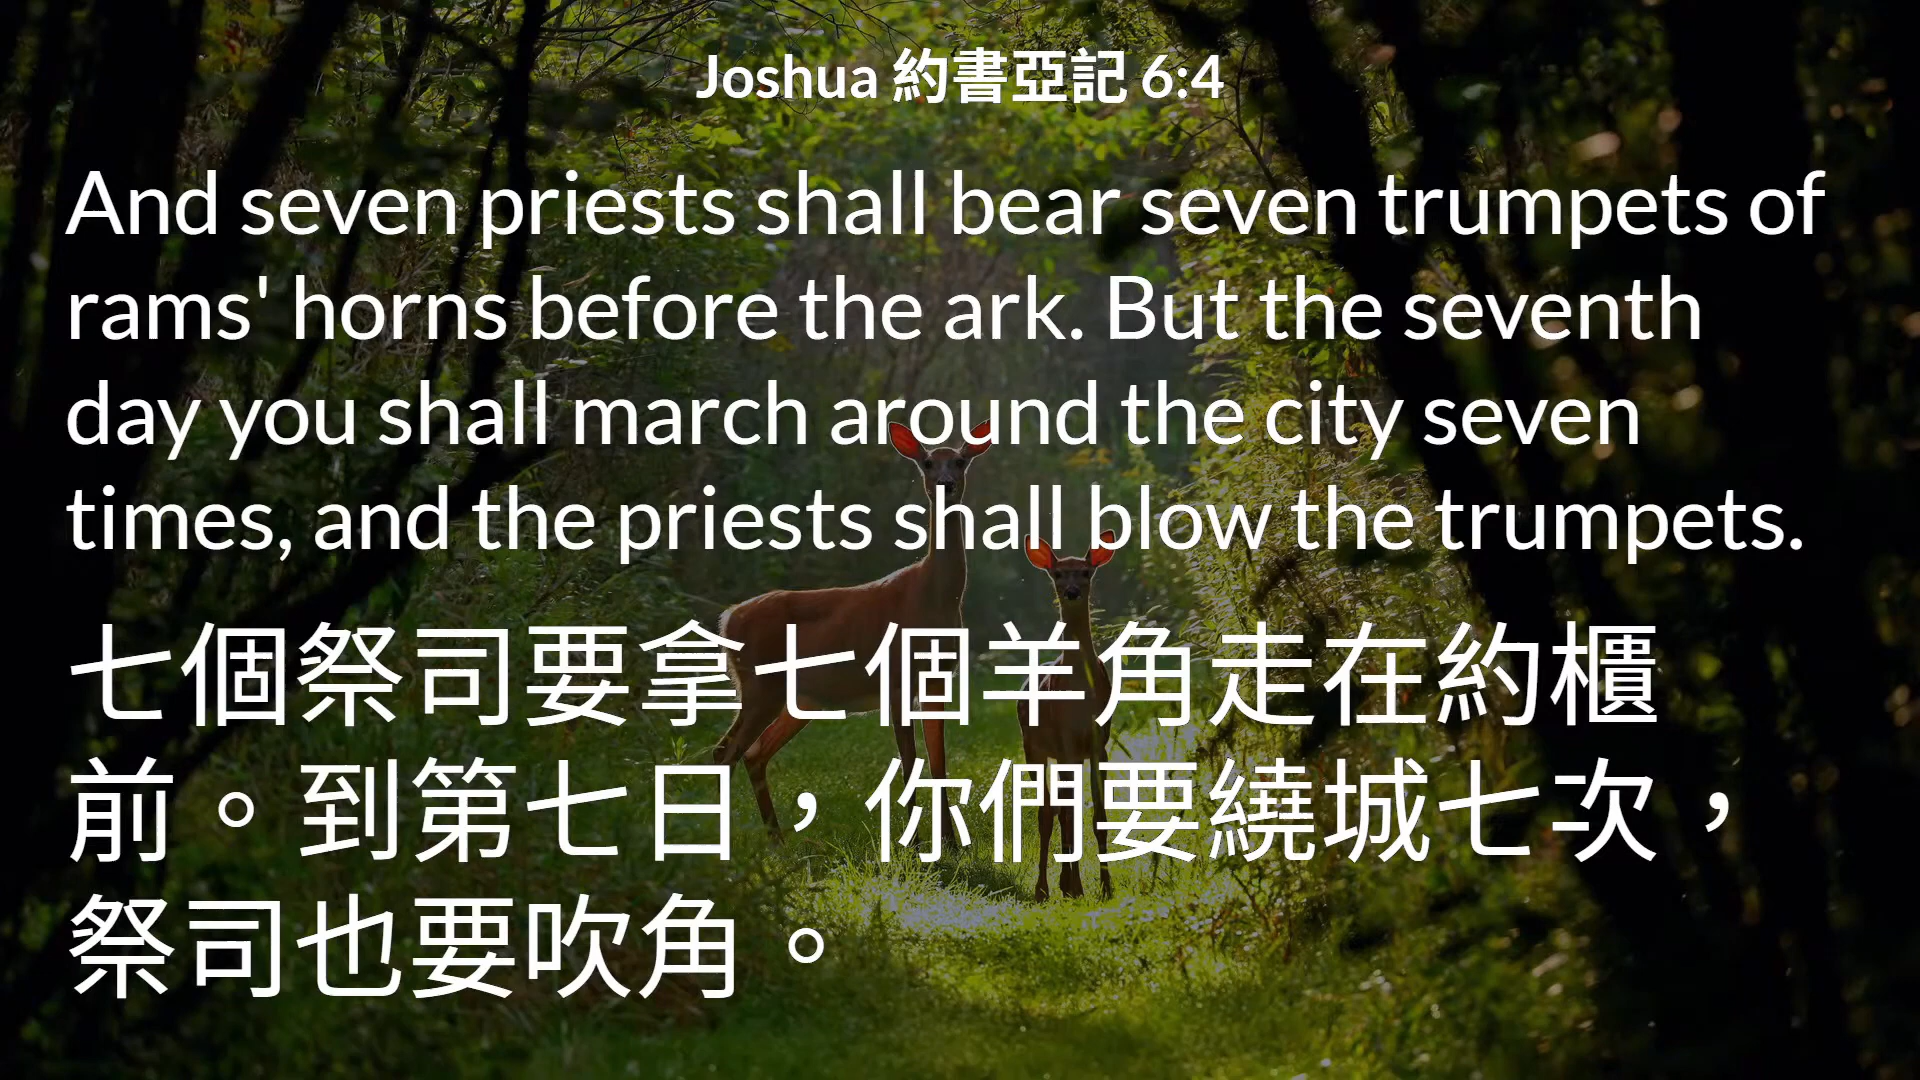 Joshua 約書亞記 6:4
And seven priests shall bear seven trumpets of
rams' horns before the ark. But the seventh
day you shall march around the city seven
times, and the priests shall blow the trumpets.
七個祭司要拿七個羊角走在約櫃
前。到第七日，你們要繞城七次，
祭司也要吹角。